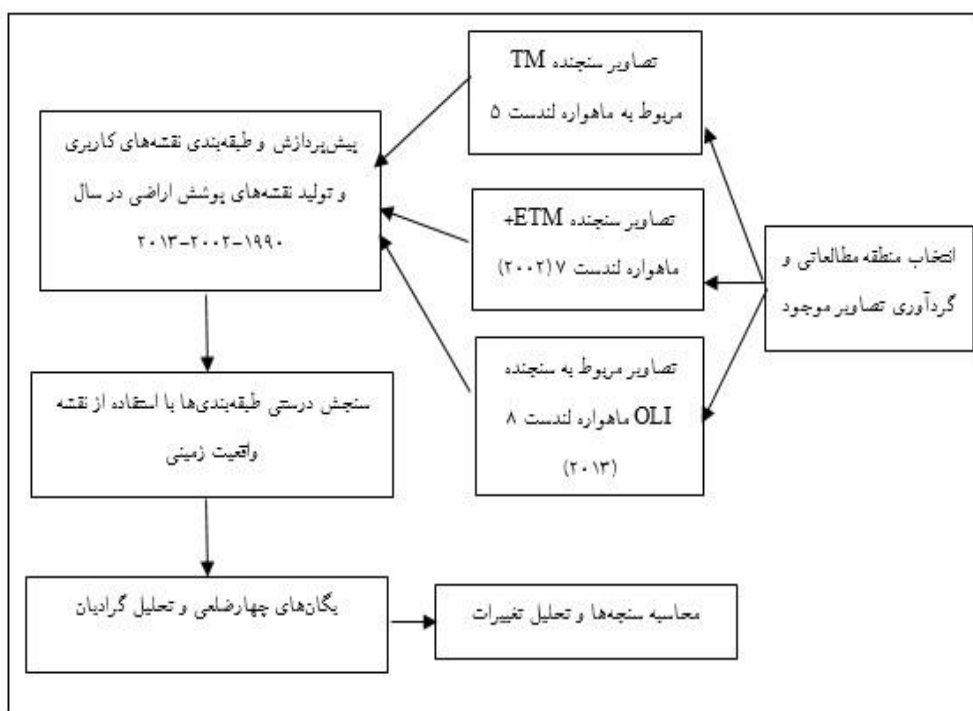 انتخاب منطقه مطالعاتی و
گردآوری تصاویر موجود
تصاویر سنجنده TM
مربوط به ماهواره لندست ۵
تصاویر سنجنده ETM+
ماهواره لندست ۷ (۲۰۰۲)
تصاویر مربوط به سنجنده
OLI ماهواره لندست ۸
(۲۰۱۳)
پیش‌پردازش و طبقه‌بندی نقشه‌های کاربری
و تولید نقشه‌های پوشش اراضی در سال
۲۰۱۳-۲۰۰۲-۱۹۹۰
سنجش درستی طبقه‌بندی‌ها با استفاده از نقشه
واقعیت زمینی
یگان‌های چهارضلعی و تحلیل گرادیان
محاسبه سنجه‌ها و تحلیل تغییرات